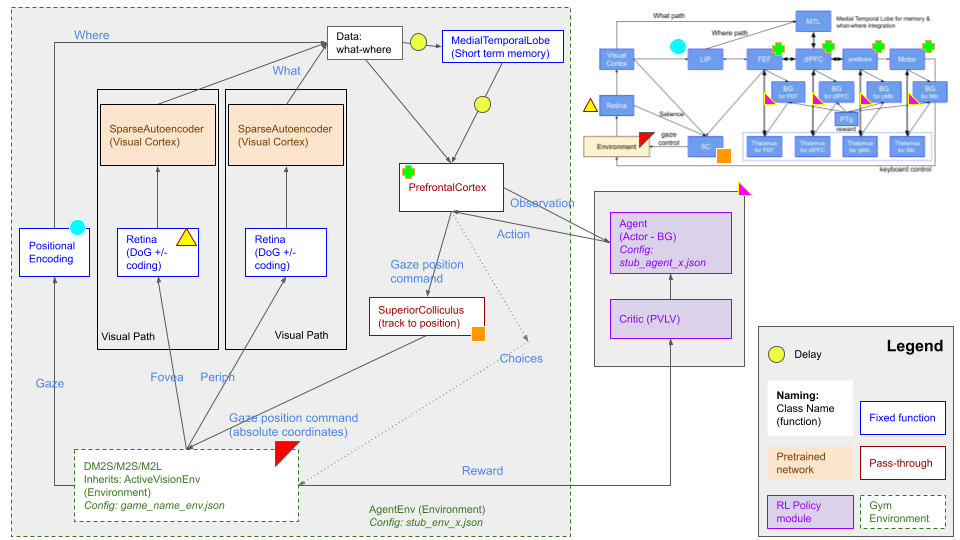 Where
Data:
what-where
MedialTemporalLobe
(Short term memory)
What
SparseAutoencoder
(Visual Cortex)
SparseAutoencoder
(Visual Cortex)
PrefrontalCortex
Observation
Action
Positional
Encoding
Retina
(DoG +/-
coding)
Retina
(DoG +/-
coding)
Gaze position
command
SuperiorColliculus
(track to position)
Visual Path
Visual Path
Choices
Gaze
Fovea
Periph
Gaze position command
(absolute coordinates)
DM2S/M2S/M2L
Inherits: ActiveVisionEnv
(Environment)
Config: game_name_env.json
Reward
AgentEnv (Environment)
Config: stub_env_x.json
Agent
(Actor - BG)
Config:
stub_agent_x.json
Critic (PVLV)
What path
MTL
Medial Temporal Lobe for memory &
what-where integration
Where path
Visual
Cortex
LIP
FEF
dlPFC
preMotor
Motor
BG
for FEF
BG
for dlPFC
BG
for pMo
BG
for Mo
Retina
Salience
PTg
reward
Environment
gaze
control
SC
Thalamus
for FEF
Thalamus
for dlPFC
Thalamus
for pMo
Thalamus
for Mo
keyboard control
Legend
Delay
Naming:
Class Name
(function)
Fixed function
Pretrained
network
Pass-through
RL Policy
module
Gym
Environment